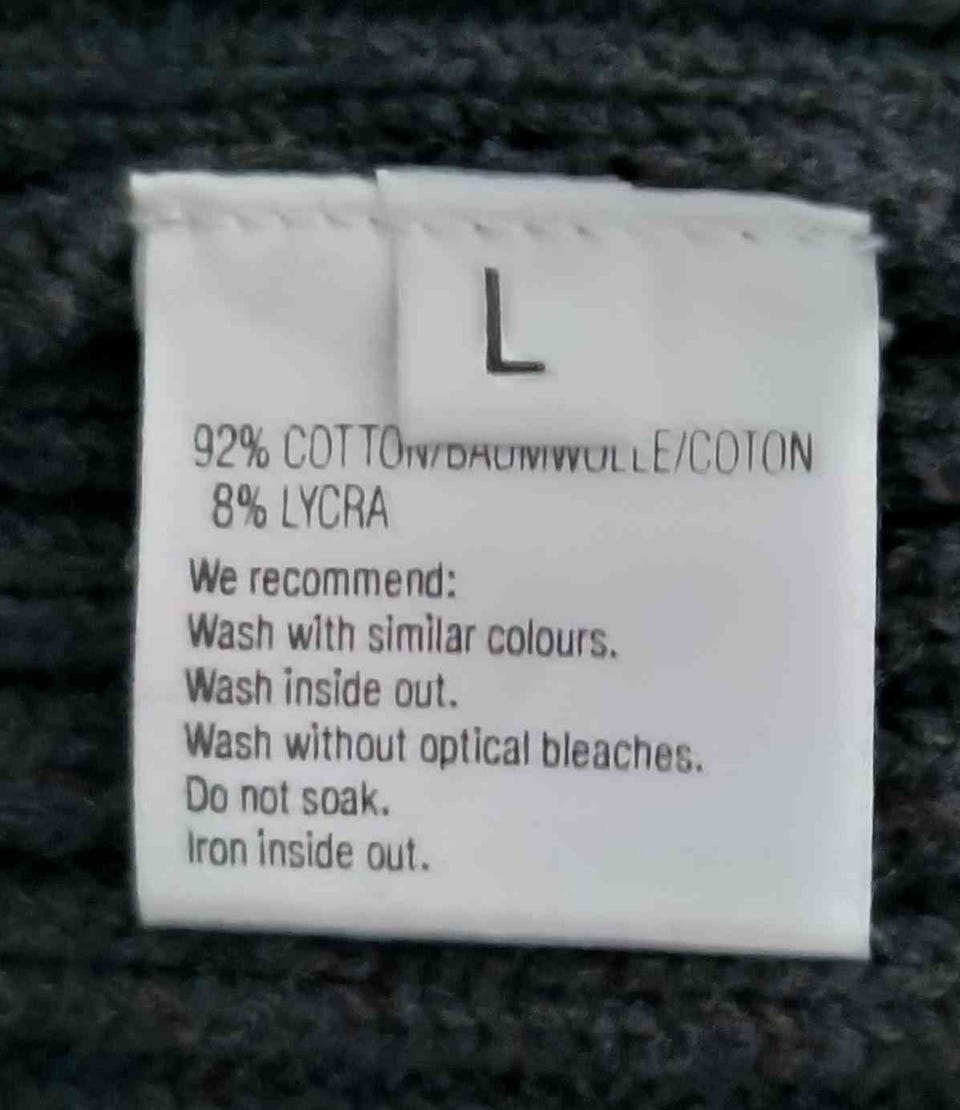 L
92% COTTON/BAUMWOLLE/COTON
8% LYCRA
We recommend:
Wash with similar colours.
Wash inside out.
Wash without optical bleaches.
Do not soak.
Iron inside out.